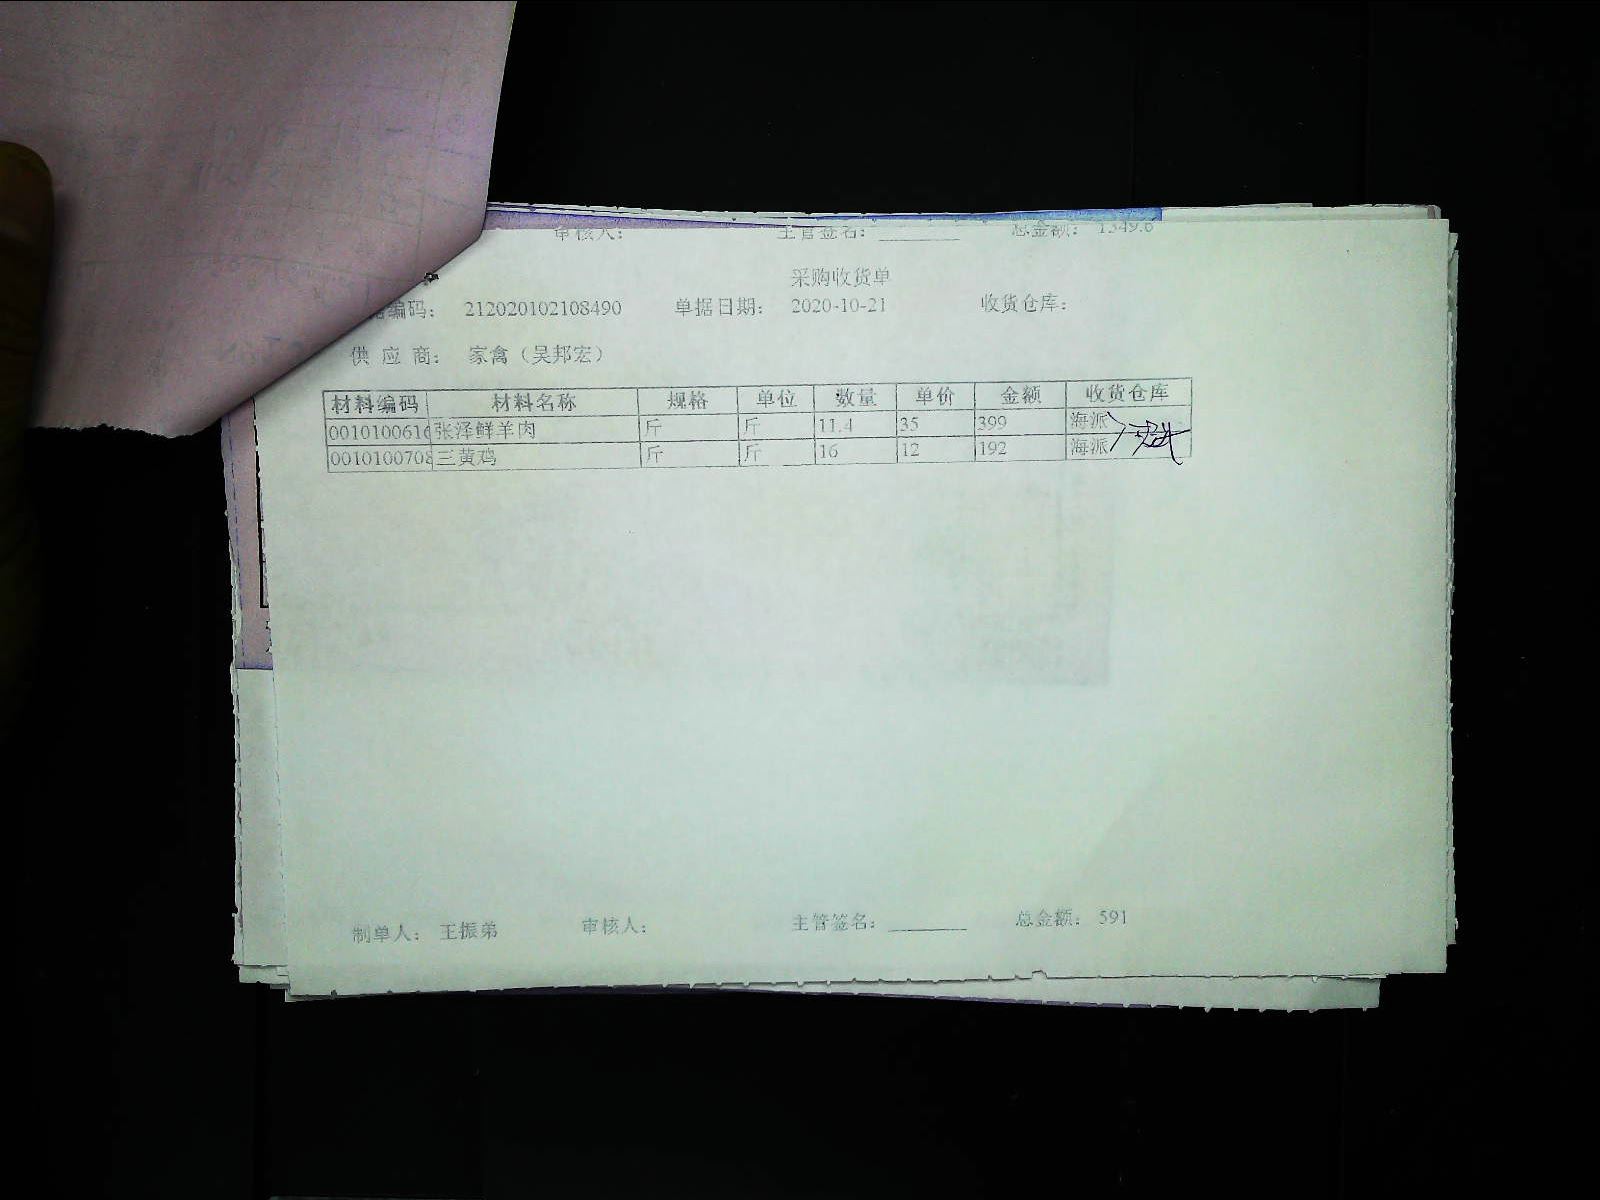 审核人: 主管签名: 总金额: 1349.6
采购收货单
编码: 212020102108490 单据日期: 2020-10-21 收货仓库:
供 应 商: 家禽（吴邦宏）
材料编码 材料名称 规格 单位 数量 单价 金额 收货仓库
001010061 张泽鲜羊肉 斤 斤 11.4 35 399 海派
001010070 三黄鸡 斤 斤 16 12 192 海派
制单人: 王振弟 审核人: 主管签名: 总金额: 591